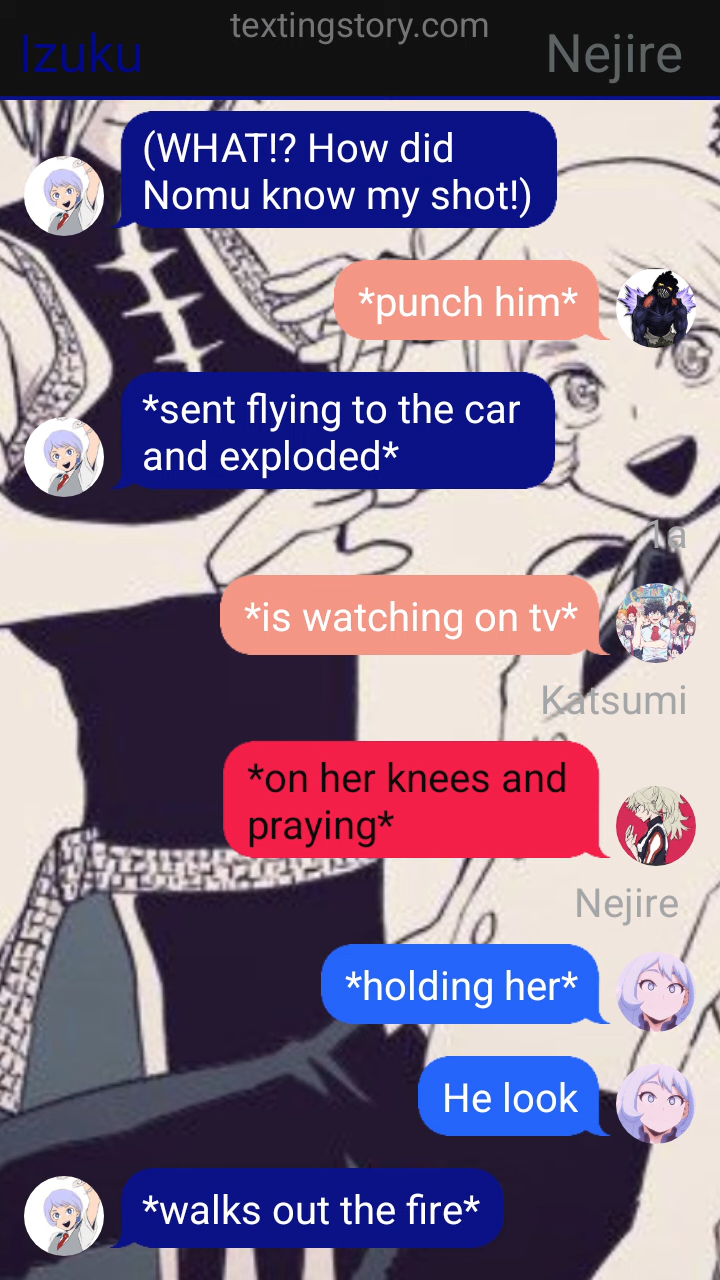 textingstory.com
Izuku
Nejire
(WHAT!? How did
Nomu know my shot!)
*punch him*
*sent flying to the car
and exploded*
1a
*is watching on tv*
Katsumi
*on her knees and
praying*
Nejire
*holding her*
He look
*walks out the fire*